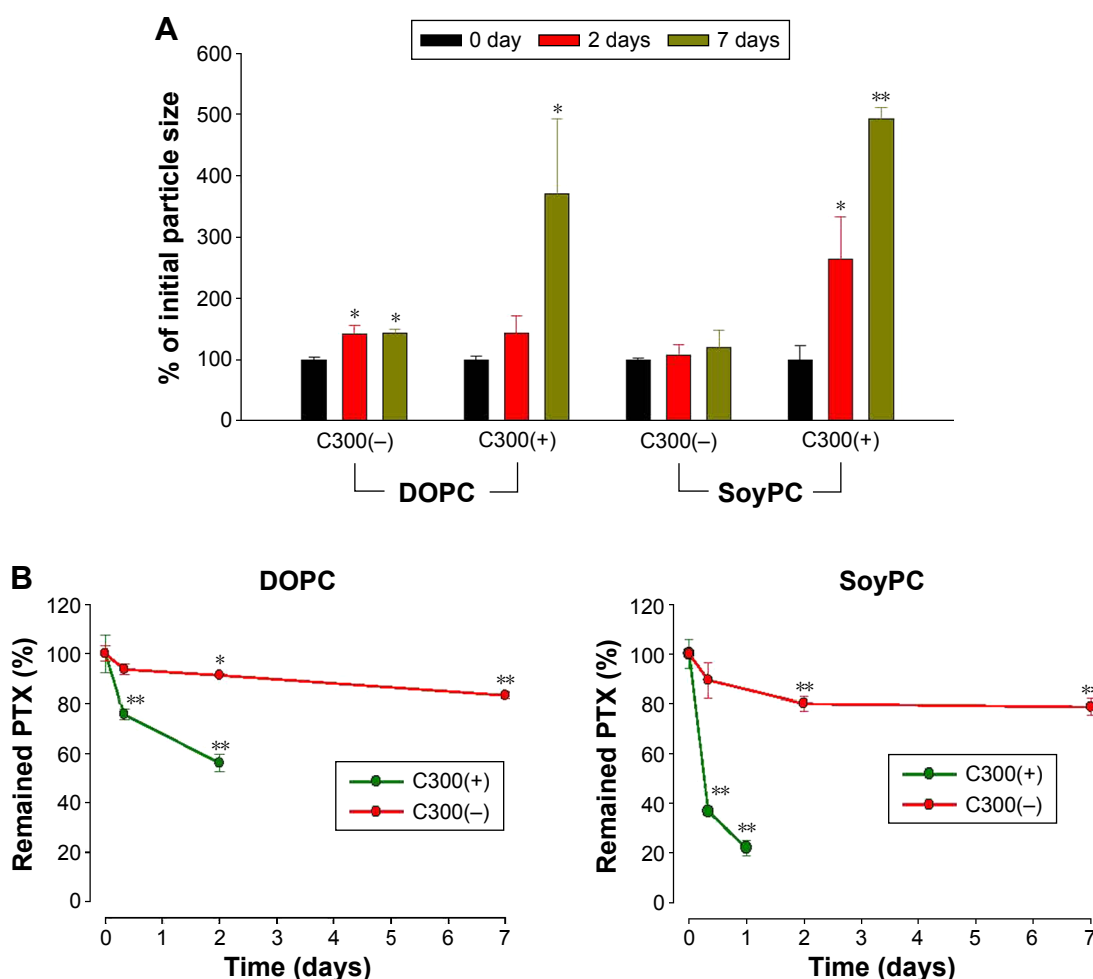 A
0 day 2 days 7 days
% of initial particle size
600
500
400
300
200
100
0
* * * * **
C300(–) C300(+) C300(–) C300(+)
DOPC SoyPC
B
DOPC
Remained PTX (%)
120
100
80
60
40
20
0
* ** ** **
C300(+)
C300(–)
0 1 2 3 4 5 6 7
Time (days)
SoyPC
Remained PTX (%)
120
100
80
60
40
20
0
** ** ** **
C300(+)
C300(–)
0 1 2 3 4 5 6 7
Time (days)